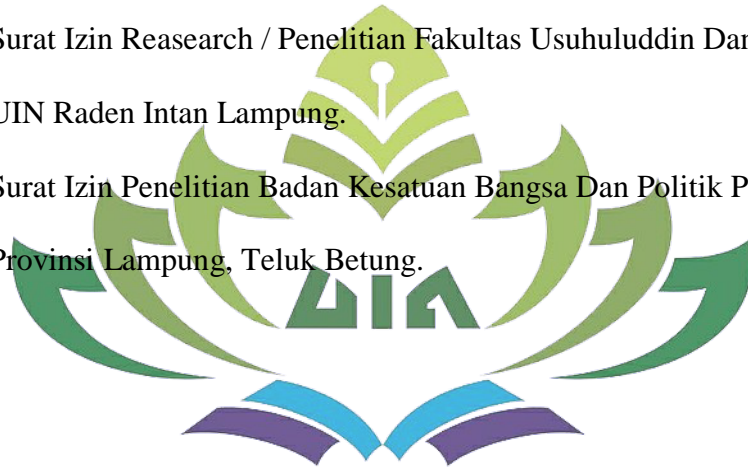 Surat Izin Reasearch / Penelitian Fakultas Usuhuluddin Dan
UIN Raden Intan Lampung.
Surat Izin Penelitian Badan Kesatuan Bangsa Dan Politik P
Provinsi Lampung, Teluk Betung.
UIN